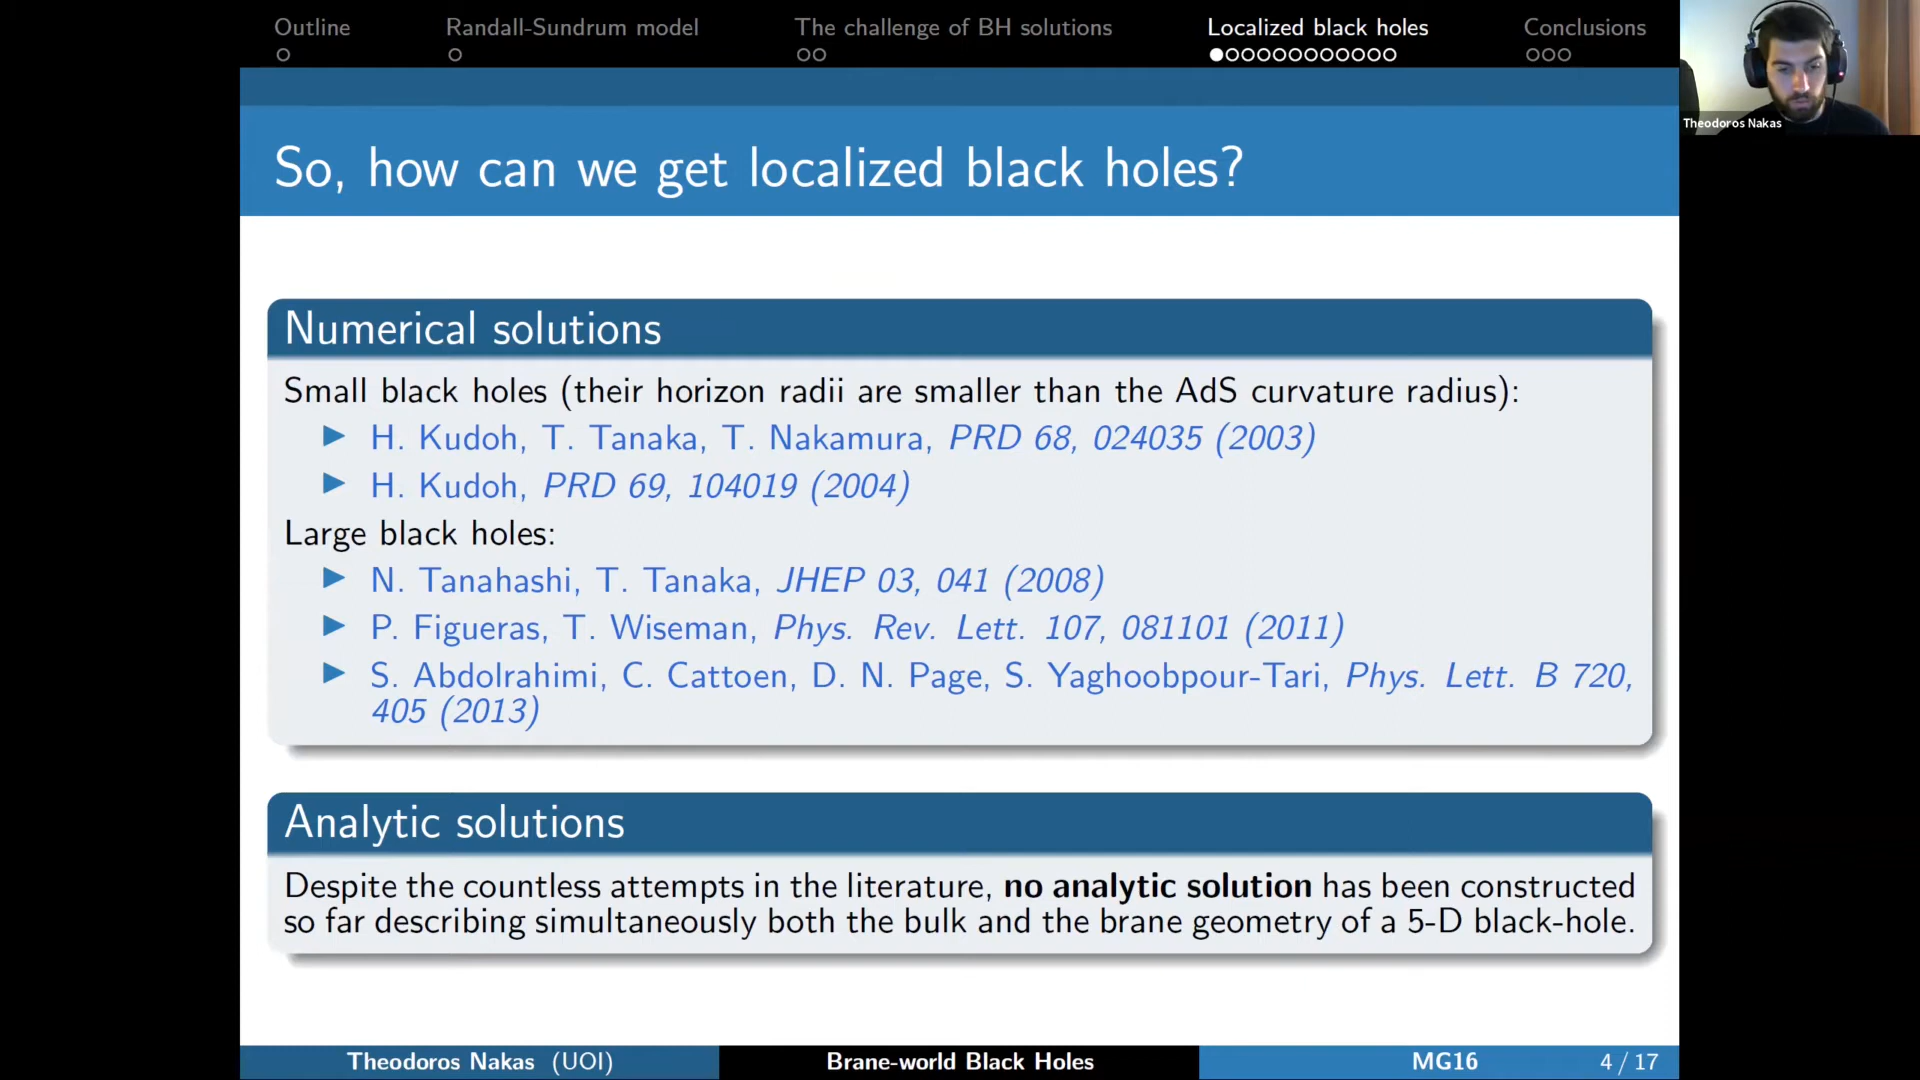 Outline
Randall-Sundrum model
The challenge of BH solutions
Localized black holes
Conclusions
Theodoros Nakas
So, how can we get localized black holes?
Numerical solutions
Small black holes (their horizon radii are smaller than the AdS curvature radius):
H. Kudoh, T. Tanaka, T. Nakamura, PRD 68, 024035 (2003)
H. Kudoh, PRD 69, 104019 (2004)
Large black holes:
N. Tanahashi, T. Tanaka, JHEP 03, 041 (2008)
P. Figueras, T. Wiseman, Phys. Rev. Lett. 107, 081101 (2011)
S. Abdolrahimi, C. Cattoen, D. N. Page, S. Yaghoobpour-Tari, Phys. Lett. B 720,
405 (2013)
Analytic solutions
Despite the countless attempts in the literature, no analytic solution has been constructed
so far describing simultaneously both the bulk and the brane geometry of a 5-D black-hole.
Theodoros Nakas (UOI)
Brane-world Black Holes
MG16
4 / 17